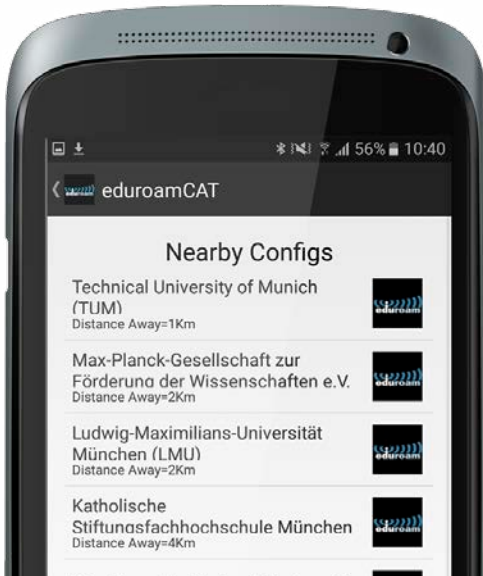 56% 10:40
eduroamCAT
Nearby Configs
Technical University of Munich
(TUM)
Distance Away=1Km
eduroam
Max-Planck-Gesellschaft zur
Förderung der Wissenschaften e.V.
Distance Away=2Km
eduroam
Ludwig-Maximilians-Universität
München (LMU)
Distance Away=2Km
eduroam
Katholische
Stiftungsfachhochschule München
Distance Away=4Km
eduroam